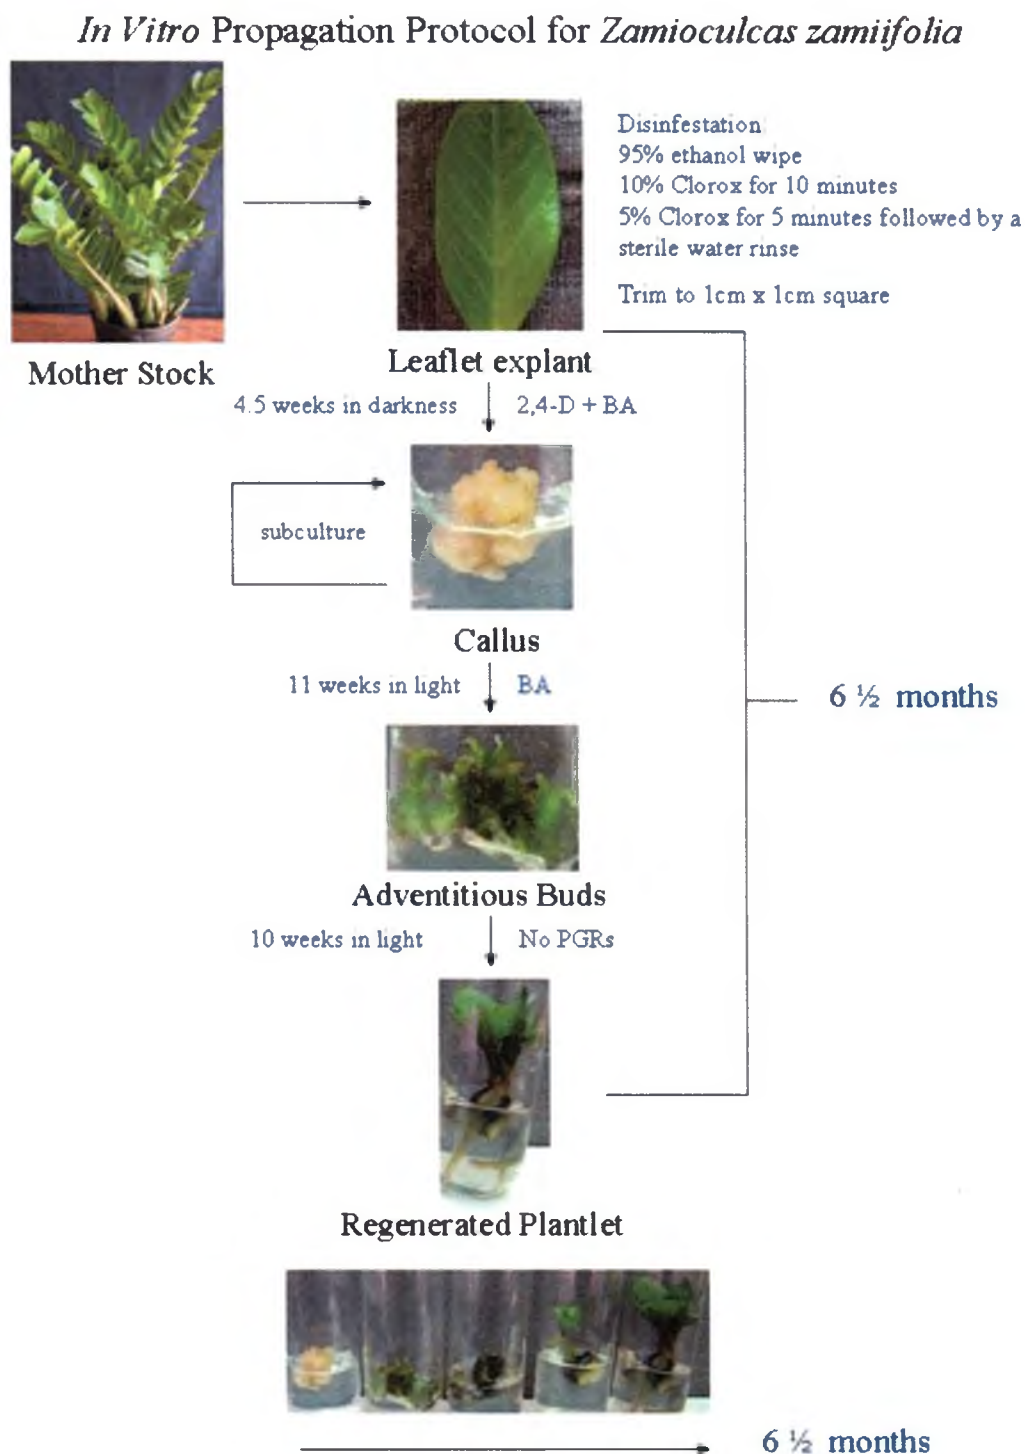 In Vitro Propagation Protocol for Zamioculcas zamiifolia
Disinfestation
95% ethanol wipe
10% Clorox for 10 minutes
5% Clorox for 5 minutes followed by a
sterile water rinse
Trim to 1cm x 1cm square
Mother Stock
Leaflet explant
4.5 weeks in darkness
2,4-D + BA
subculture
Callus
11 weeks in light
BA
6 ½ months
Adventitious Buds
10 weeks in light
No PGRs
Regenerated Plantlet
6 ½ months